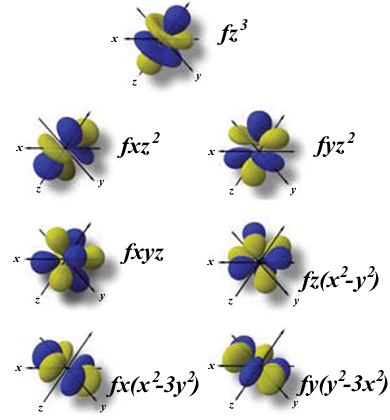 fz³
x
z
y
fxz²
x
z
y
fyz²
x
z
y
fxyz
x
z
y
fz(x²-y²)
x
z
y
fx(x²-3y²)
x
z
y
fy(y²-3x²)
x
z
y